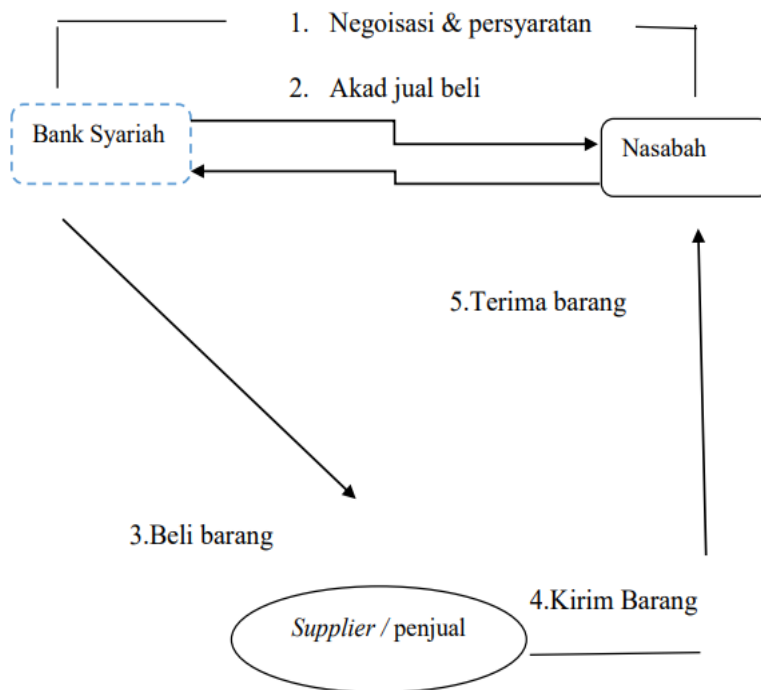 1. Negoisasi & persyaratan
2. Akad jual beli
Bank Syariah
Nasabah
5.Terima barang
3.Beli barang
4.Kirim Barang
Supplier / penjual